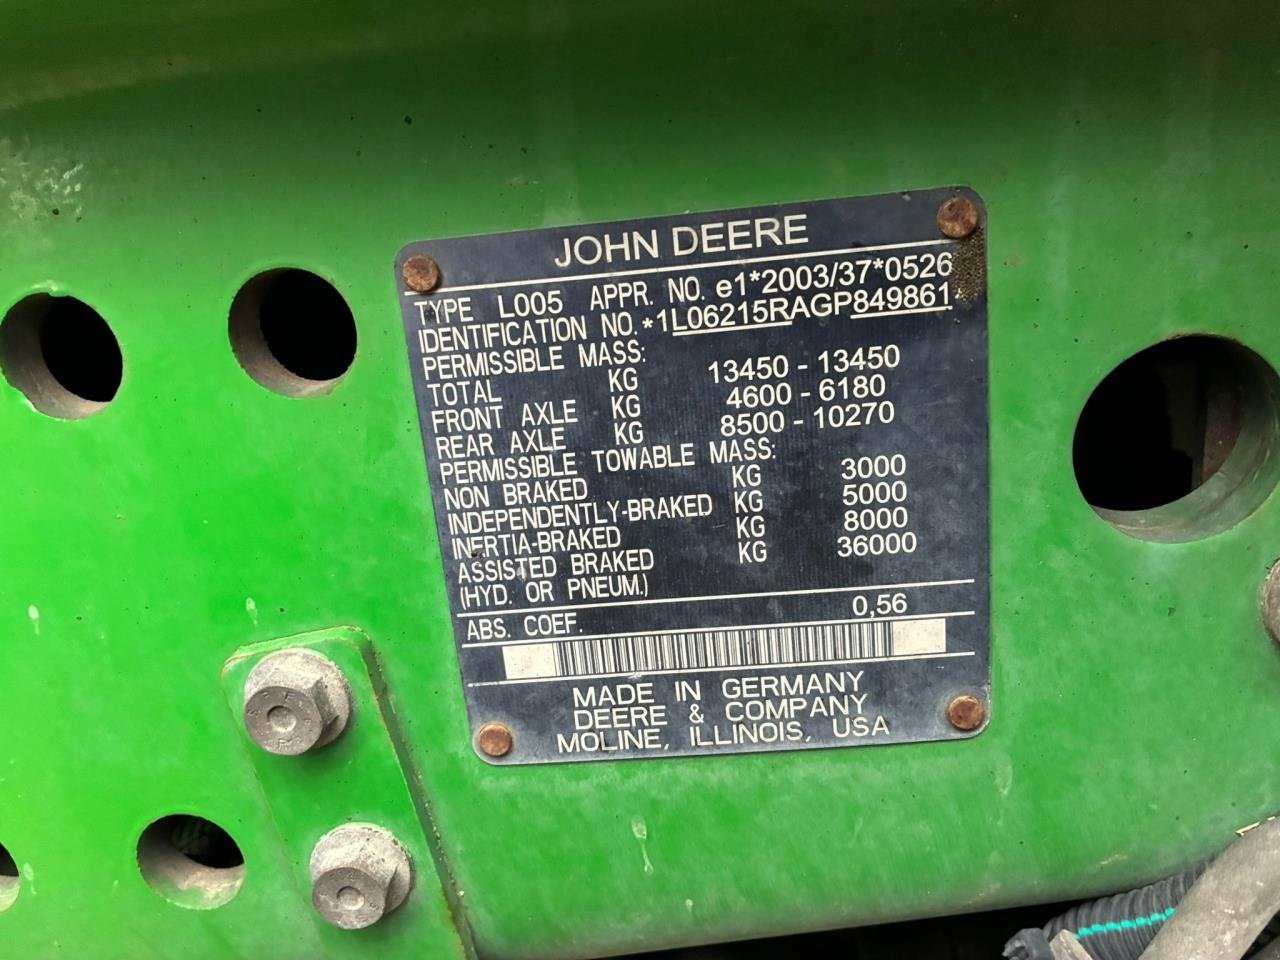 JOHN DEERE
TYPE L005 APPR. NO. e1*2003/37*0526
IDENTIFICATION NO. *1L06215RAGP849861*
PERMISSIBLE MASS:
TOTAL KG 13450 - 13450
FRONT AXLE KG 4600 - 6180
REAR AXLE KG 8500 - 10270
PERMISSIBLE TOWABLE MASS:
NON BRAKED KG 3000
INDEPENDENTLY-BRAKED KG 5000
INERTIA-BRAKED KG 8000
ASSISTED BRAKED KG 36000
(HYD. OR PNEUM.)
ABS. COEF. 0,56
MADE IN GERMANY
DEERE & COMPANY
MOLINE, ILLINOIS, USA